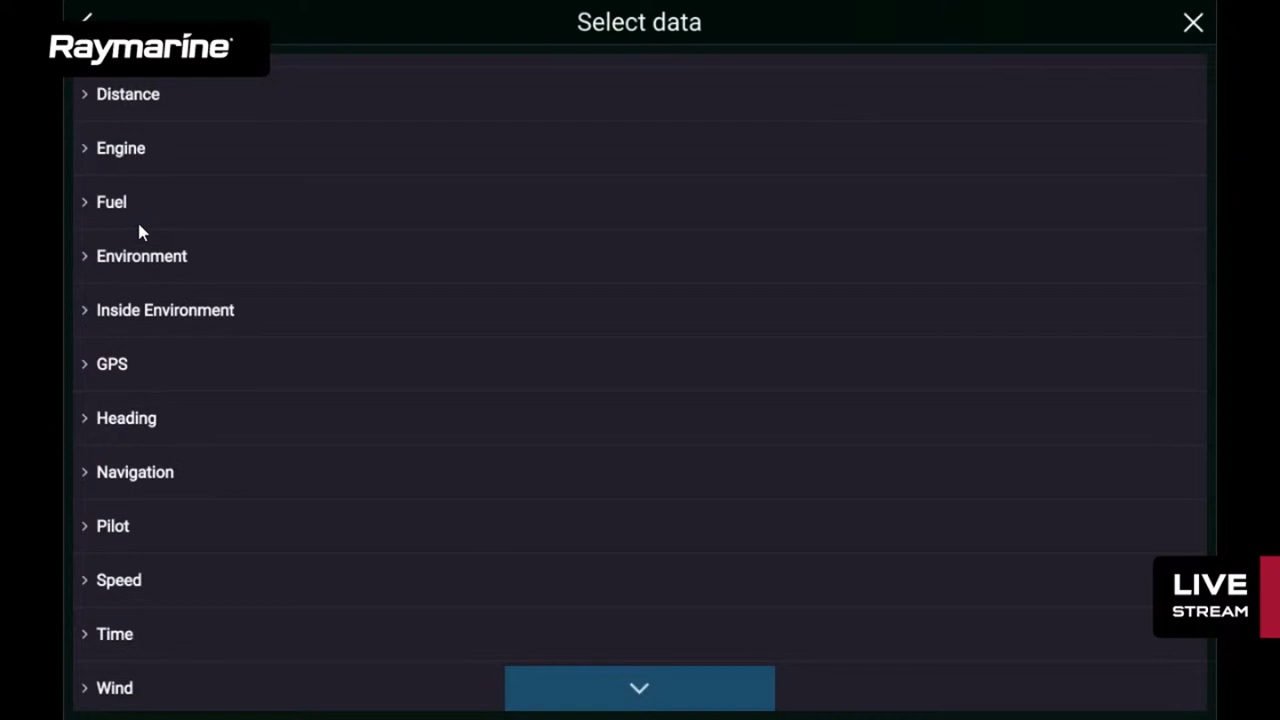 Select data
Raymarine
Distance
Engine
Fuel
Environment
Inside Environment
GPS
Heading
Navigation
Pilot
Speed
LIVE
STREAM
Time
Wind